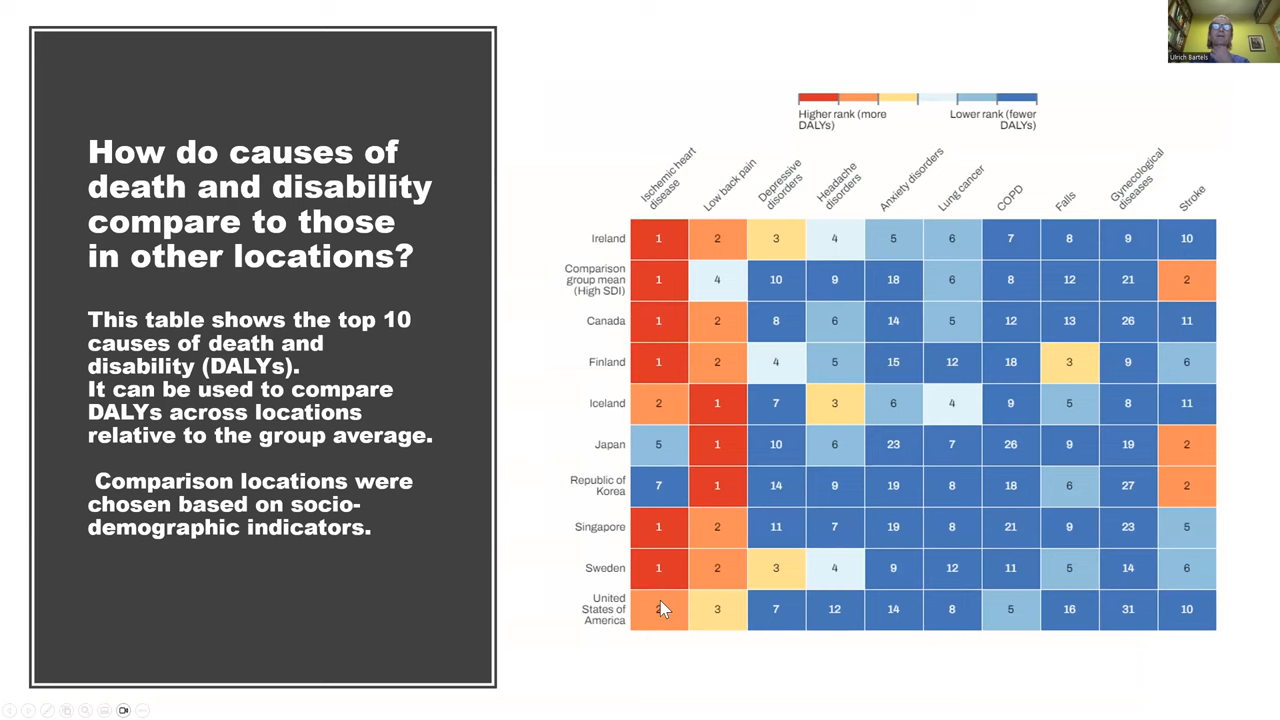 Ulrich Bartels
How do causes of
death and disability
compare to those
in other locations?
This table shows the top 10
causes of death and
disability (DALYs).
It can be used to compare
DALYs across locations
relative to the group average.
Comparison locations were
chosen based on socio-
demographic indicators.
Higher rank (more
DALYs)
Lower rank (fewer
DALYs)
Ischemic heart
disease
Low back pain
Depressive
disorders
Headache
disorders
Anxiety disorders
Lung cancer
COPD
Falls
Gynecological
diseases
Stroke
Ireland 1 2 3 4 5 6 7 8 9 10
Comparison
group mean
(High SDI) 1 4 10 9 18 6 8 12 21 2
Canada 1 2 8 6 14 5 12 13 26 11
Finland 1 2 4 5 15 12 18 3 9 6
Iceland 2 1 7 3 6 4 9 5 8 11
Japan 5 1 10 6 23 7 26 9 19 2
Republic of
Korea 7 1 14 9 19 8 18 6 27 2
Singapore 1 2 11 7 19 8 21 9 23 5
Sweden 1 2 3 4 9 12 11 5 14 6
United
States of
America 2 3 7 12 14 8 5 16 31 10